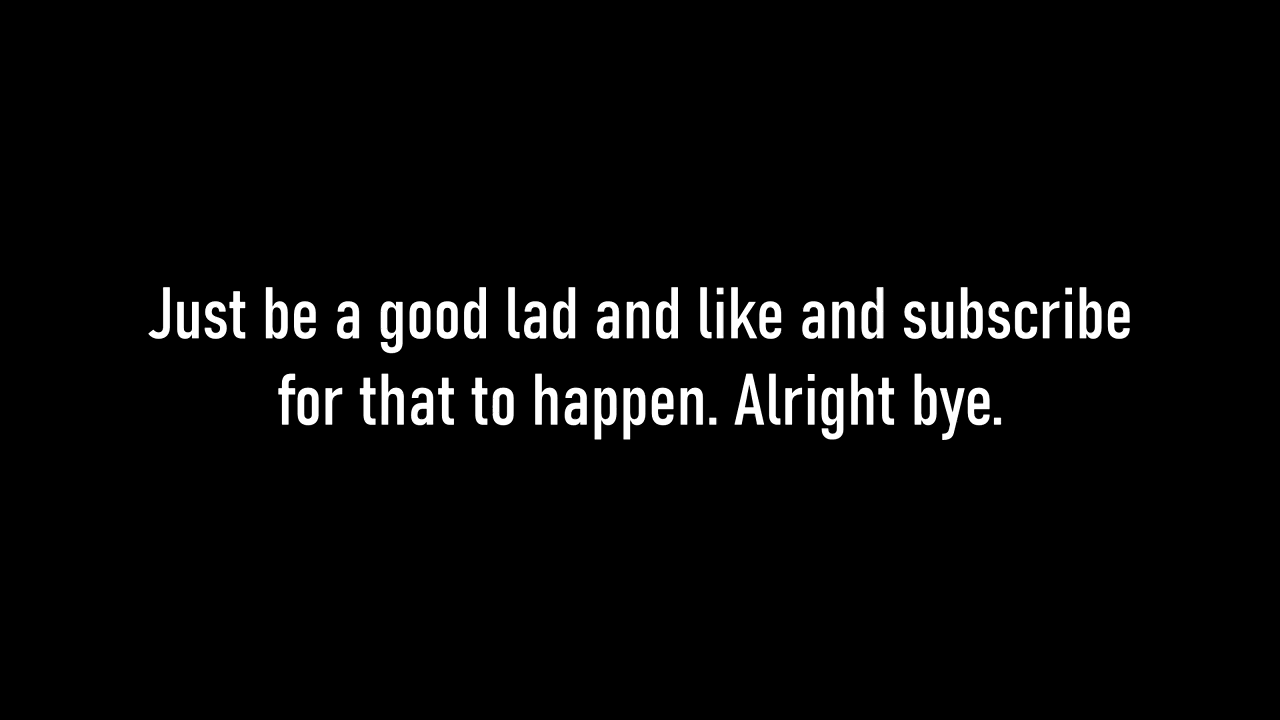 Just be a good lad and like and subscribe
for that to happen. Alright bye.